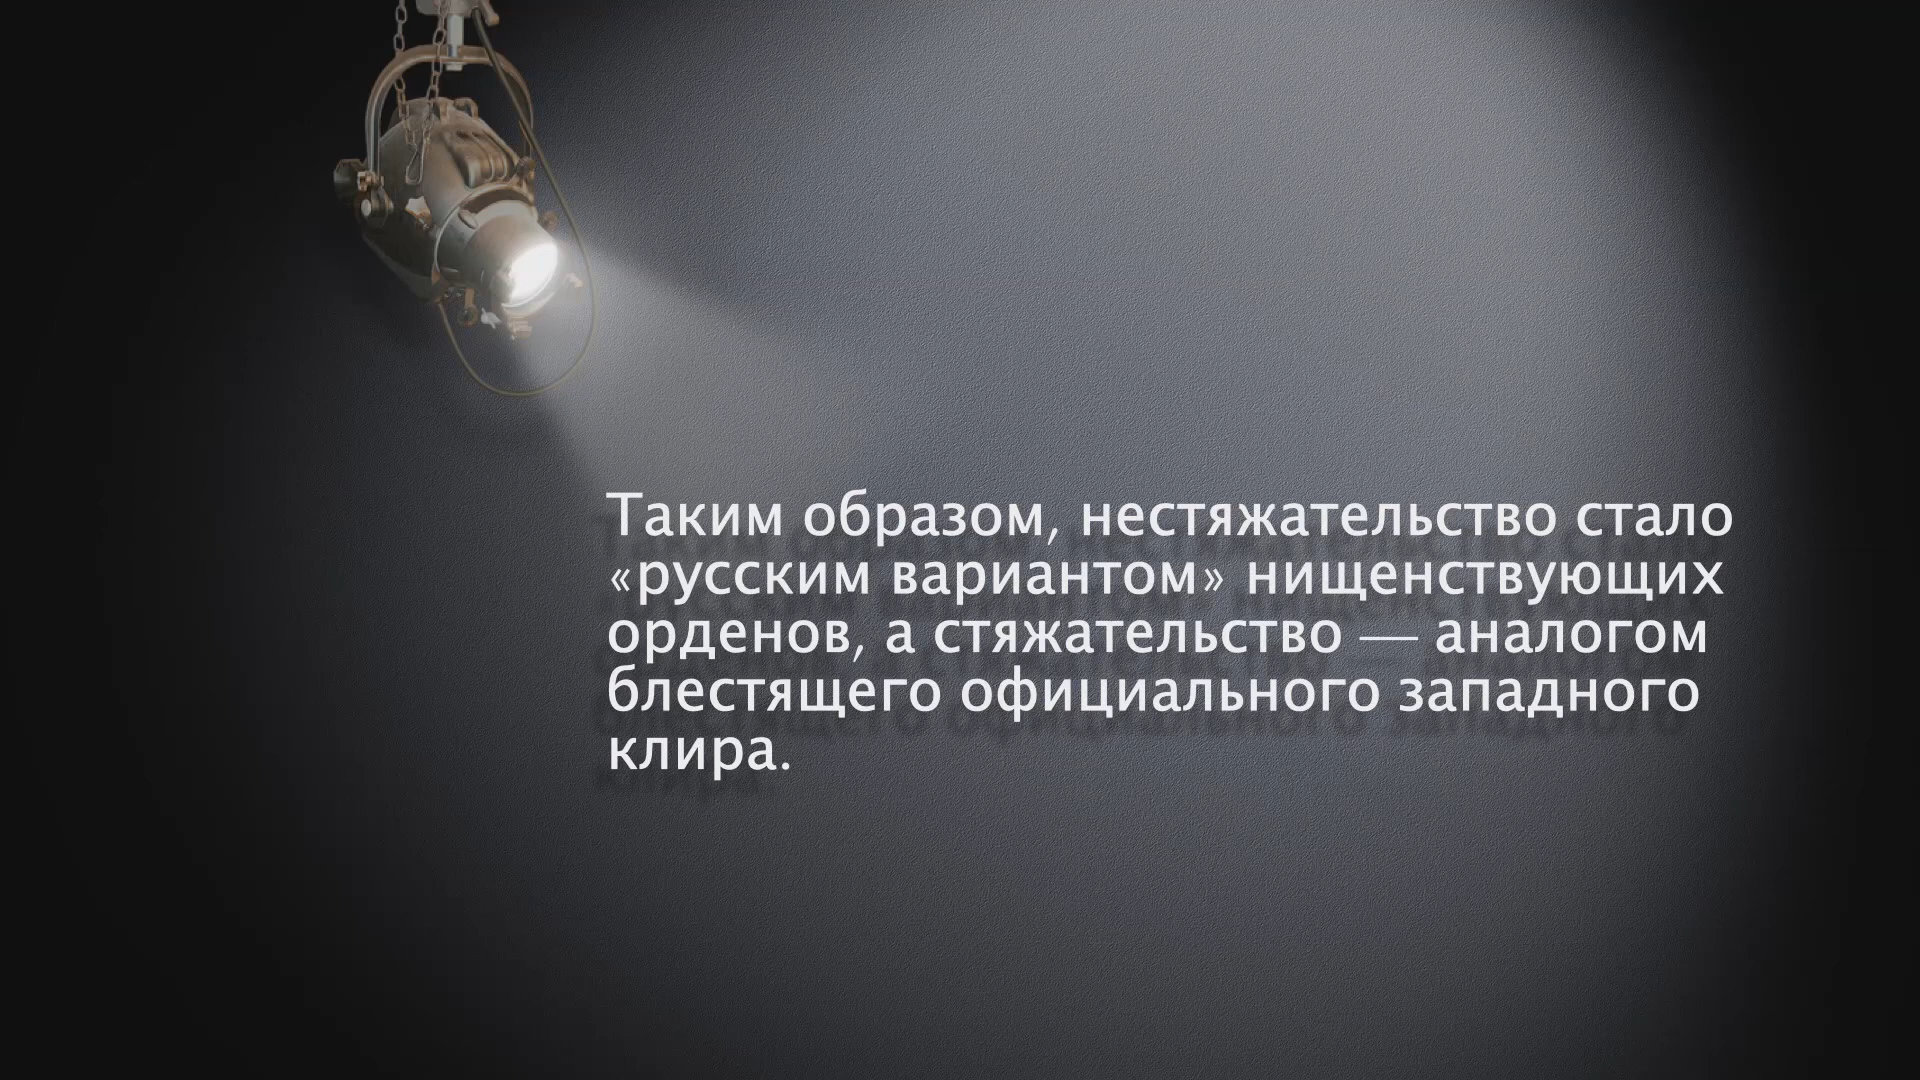 Таким образом, нестяжательство стало
«русским вариантом» нищенствующих
орденов, а стяжательство — аналогом
блестящего официального западного
клира.